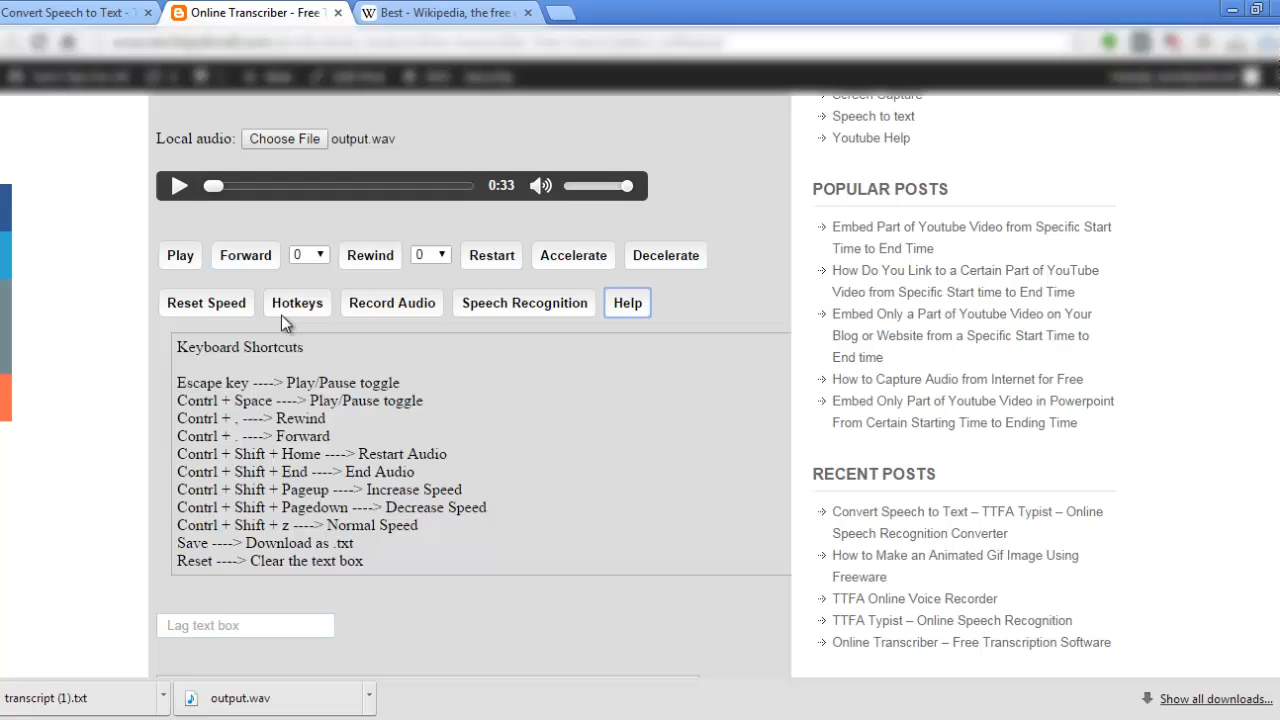 Convert Speech to Text - T
Online Transcriber - Free T
Best - Wikipedia, the free
Local audio: Choose File output.wav
0:33
Play Forward 0 Rewind 0 Restart Accelerate Decelerate
Reset Speed Hotkeys Record Audio Speech Recognition Help
Keyboard Shortcuts
Escape key ----> Play/Pause toggle
Contrl + Space ----> Play/Pause toggle
Contrl + , ----> Rewind
Contrl + . ----> Forward
Contrl + Shift + Home ----> Restart Audio
Contrl + Shift + End ----> End Audio
Contrl + Shift + Pageup ----> Increase Speed
Contrl + Shift + Pagedown ----> Decrease Speed
Contrl + Shift + z ----> Normal Speed
Save ----> Download as .txt
Reset ----> Clear the text box
Lag text box
Screen Capture
Speech to text
Youtube Help
POPULAR POSTS
Embed Part of Youtube Video from Specific Start
Time to End Time
How Do You Link to a Certain Part of YouTube
Video from Specific Start time to End Time
Embed Only a Part of Youtube Video on Your
Blog or Website from a Specific Start Time to
End time
How to Capture Audio from Internet for Free
Embed Only Part of Youtube Video in Powerpoint
From Certain Starting Time to Ending Time
RECENT POSTS
Convert Speech to Text – TTFA Typist – Online
Speech Recognition Converter
How to Make an Animated Gif Image Using
Freeware
TTFA Online Voice Recorder
TTFA Typist – Online Speech Recognition
Online Transcriber – Free Transcription Software
transcript (1).txt
output.wav
Show all downloads...